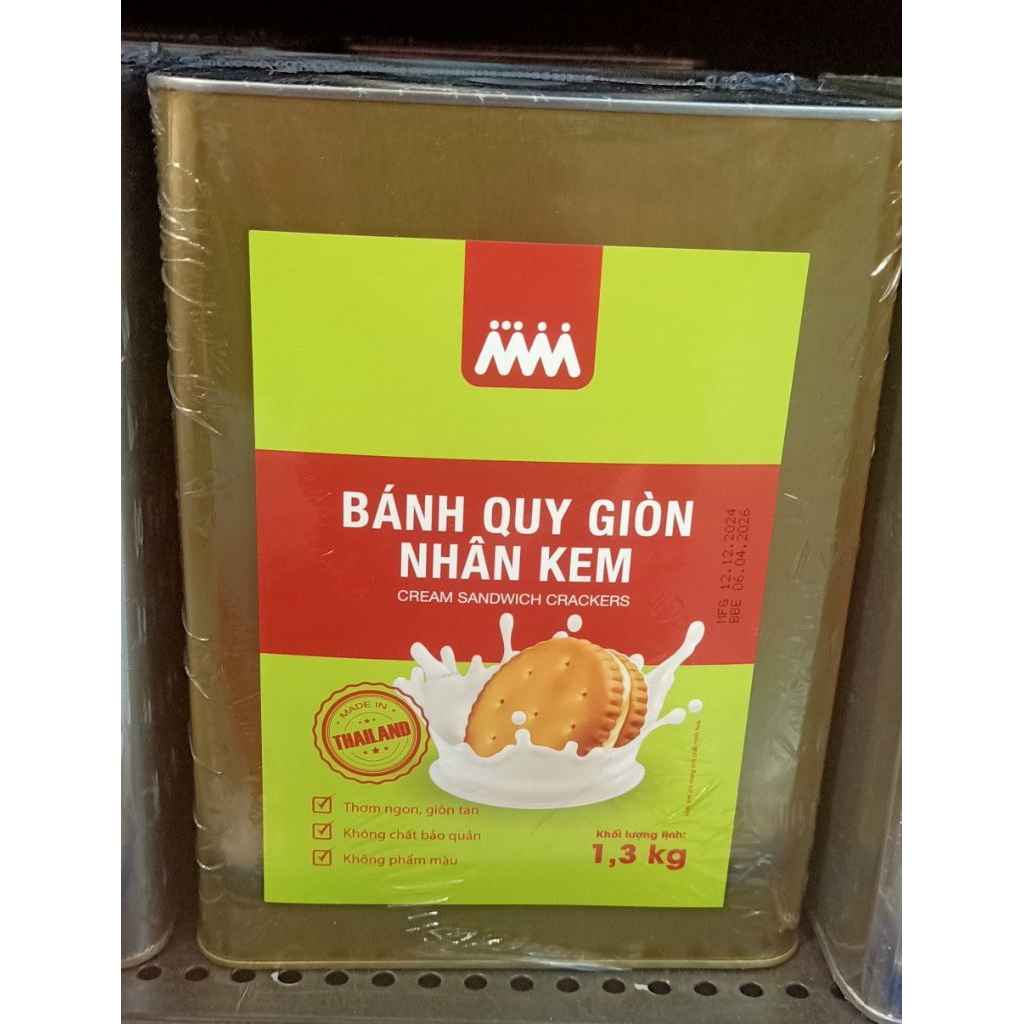 BÁNH QUY GIÒN
NHÂN KEM
CREAM SANDWICH CRACKERS
MFG 12.12.2024
BBE 06.04.2026
MADE IN
THAILAND
Thơm ngon, giòn tan
Không chất bảo quản
Không phẩm màu
Khối lượng tịnh:
1,3 kg